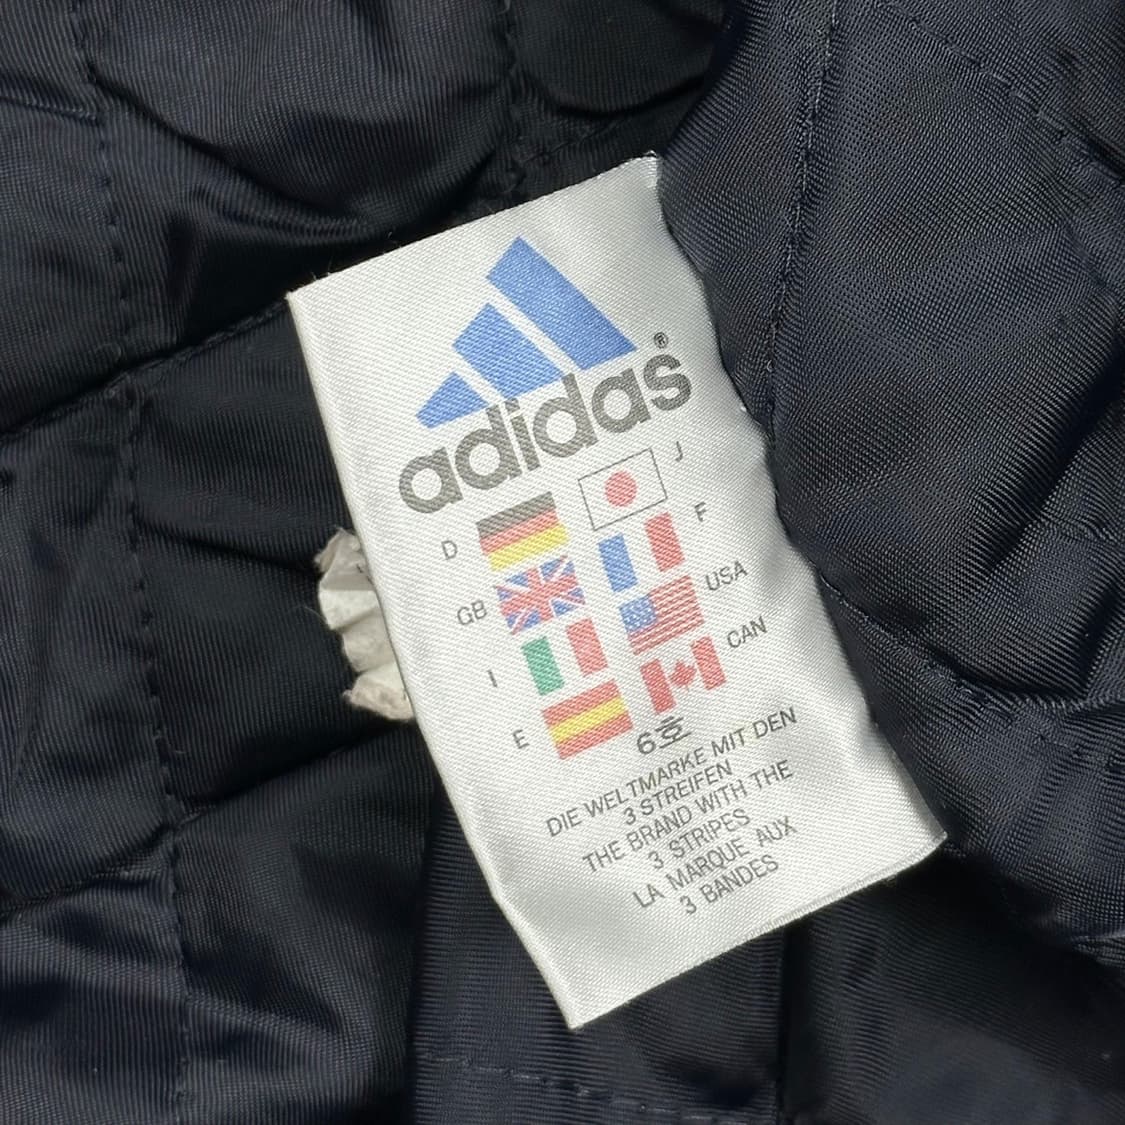 adidas®
J
D
F
GB
USA
I
CAN
E
6호
DIE WELTMARKE MIT DEN
3 STREIFEN
THE BRAND WITH THE
3 STRIPES
LA MARQUE AUX
3 BANDES